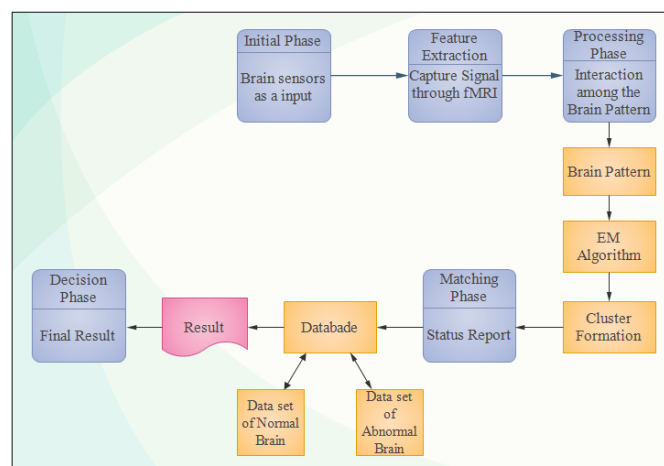 Initial Phase
Brain sensors
as a input
Feature
Extraction
Capture Signal
through fMRI
Processing
Phase
Interaction
among the
Brain Pattern
Brain Pattern
EM
Algorithm
Cluster
Formation
Matching
Phase
Status Report
Databade
Data set
of Normal
Brain
Data set
of
Abnormal
Brain
Result
Decision
Phase
Final Result